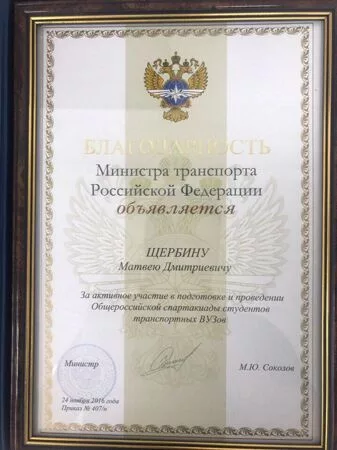 БЛАГОДАРНОСТЬ
Министра транспорта
Российской Федерации
объявляется
ЩЕРБИНУ
Матвею Дмитриевичу
За активное участие в подготовке и проведении
Общероссийской спартакиады студентов
транспортных ВУЗов
Министр
М.Ю. Соколов
24 ноября 2016 года
Приказ № 407/н